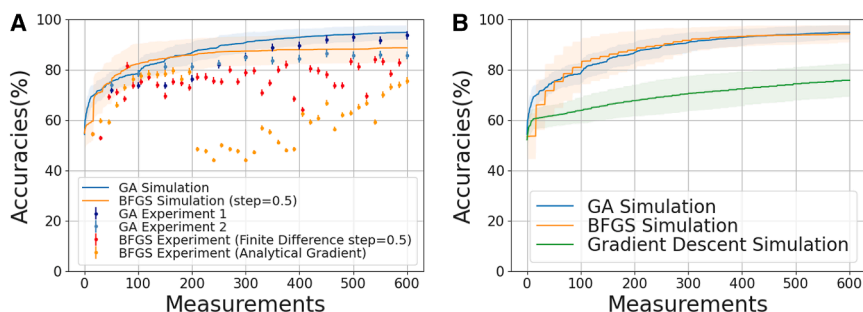 A
100
80
60
40
20
0
Accuracies(%)
GA Simulation
BFGS Simulation (step=0.5)
GA Experiment 1
GA Experiment 2
BFGS Experiment (Finite Difference step=0.5)
BFGS Experiment (Analytical Gradient)
0 100 200 300 400 500 600
Measurements
B
100
80
60
40
20
0
Accuracies(%)
GA Simulation
BFGS Simulation
Gradient Descent Simulation
0 100 200 300 400 500 600
Measurements